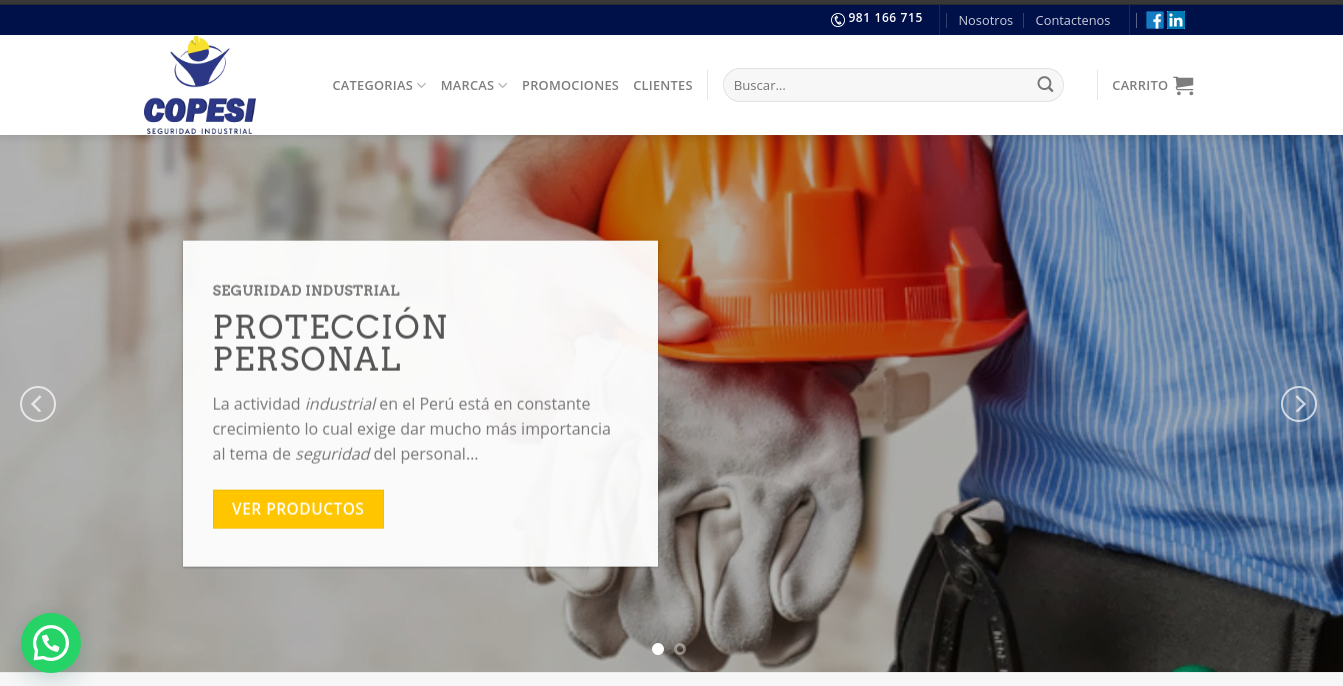 981 166 715
Nosotros
Contactenos
COPESI
SEGURIDAD INDUSTRIAL
CATEGORIAS
MARCAS
PROMOCIONES
CLIENTES
Buscar...
CARRITO
SEGURIDAD INDUSTRIAL
PROTECCIÓN
PERSONAL
La actividad industrial en el Perú está en constante
crecimiento lo cual exige dar mucho más importancia
al tema de seguridad del personal...
VER PRODUCTOS